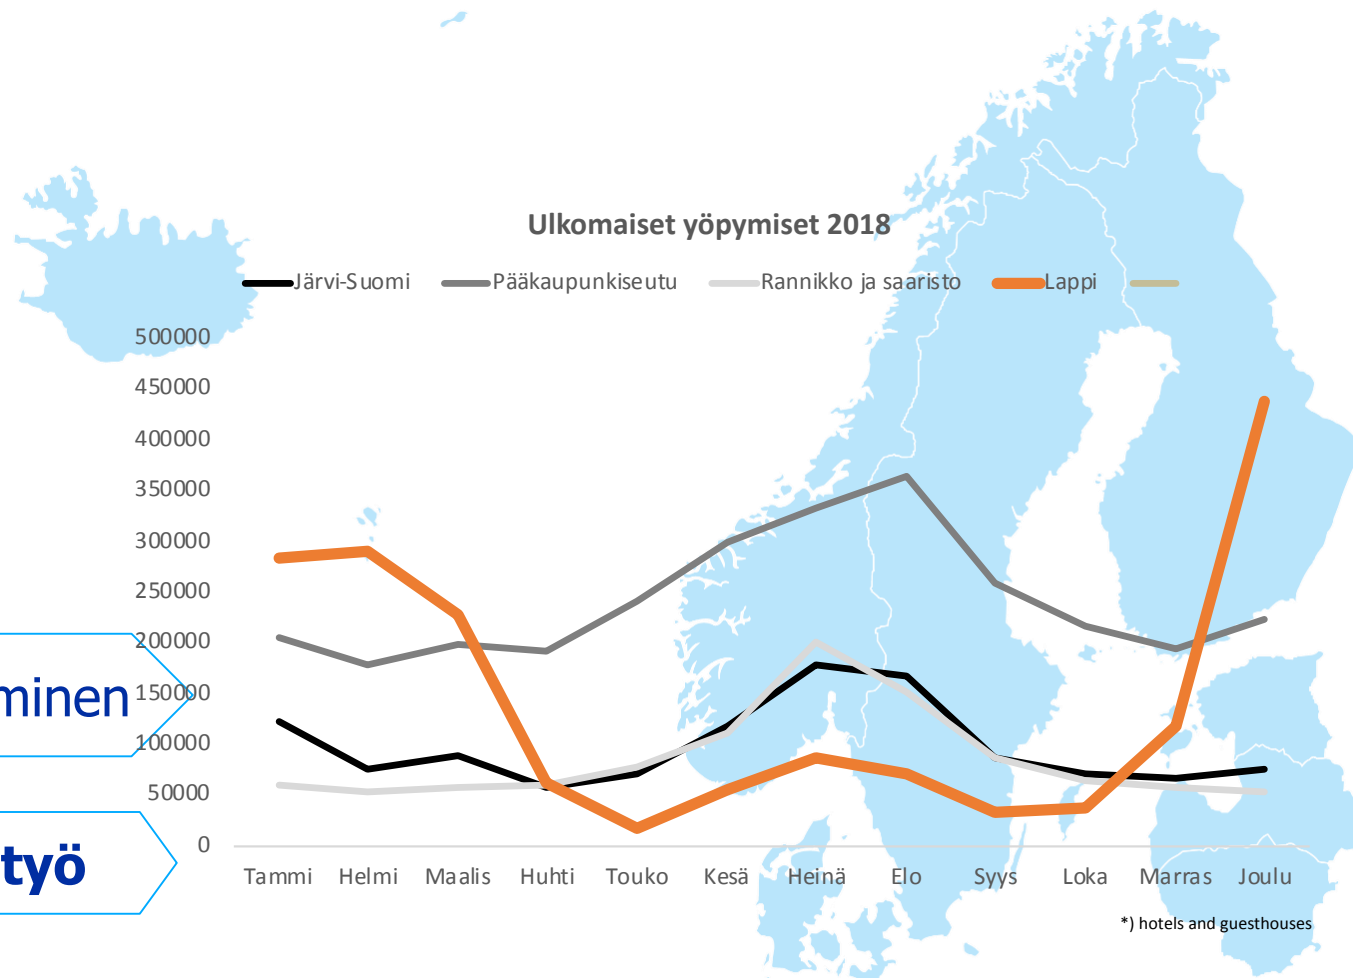 Ulkomaiset yöpymiset 2018
Järvi-Suomi Pääkaupunkiseutu Rannikko ja saaristo Lappi
500000
450000
400000
350000
300000
250000
200000
150000
100000
50000
0
minen
työ
Tammi Helmi Maalis Huhti Touko Kesä Heinä Elo Syys Loka Marras Joulu
*) hotels and guesthouses